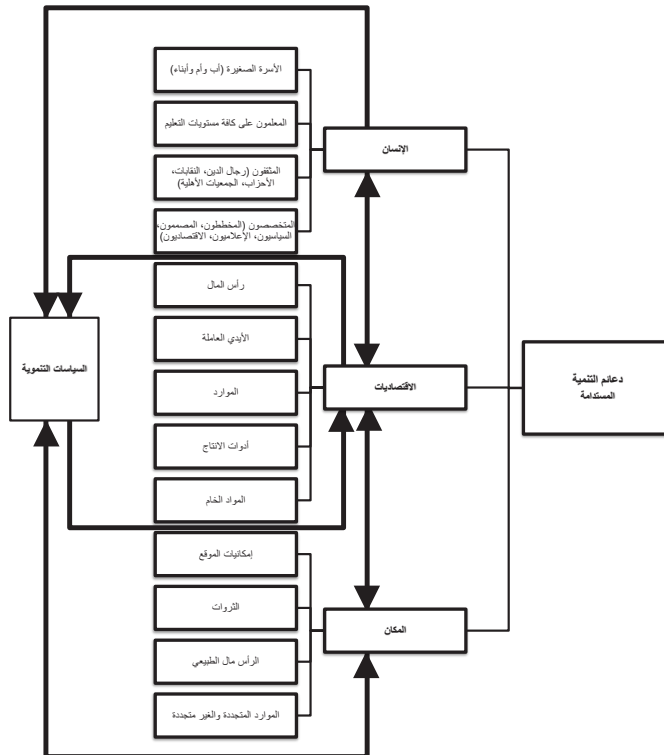 دعائم التنمية
المستدامة
الإنسان
الأسرة الصغيرة (أب وأم وأبناء)
المعلمون على كافة مستويات التعليم
المثقفون (رجال الدين، النقابات،
الأحزاب، الجمعيات الأهلية)
المتخصصون (المخططون، المصممون،
السياسيون، الإعلاميون، الاقتصاديون)
الاقتصاديات
رأس المال
الأيدي العاملة
الموارد
أدوات الانتاج
المواد الخام
المكان
إمكانيات الموقع
الثروات
الرأس مال الطبيعي
الموارد المتجددة والغير متجددة
السياسات التنموية